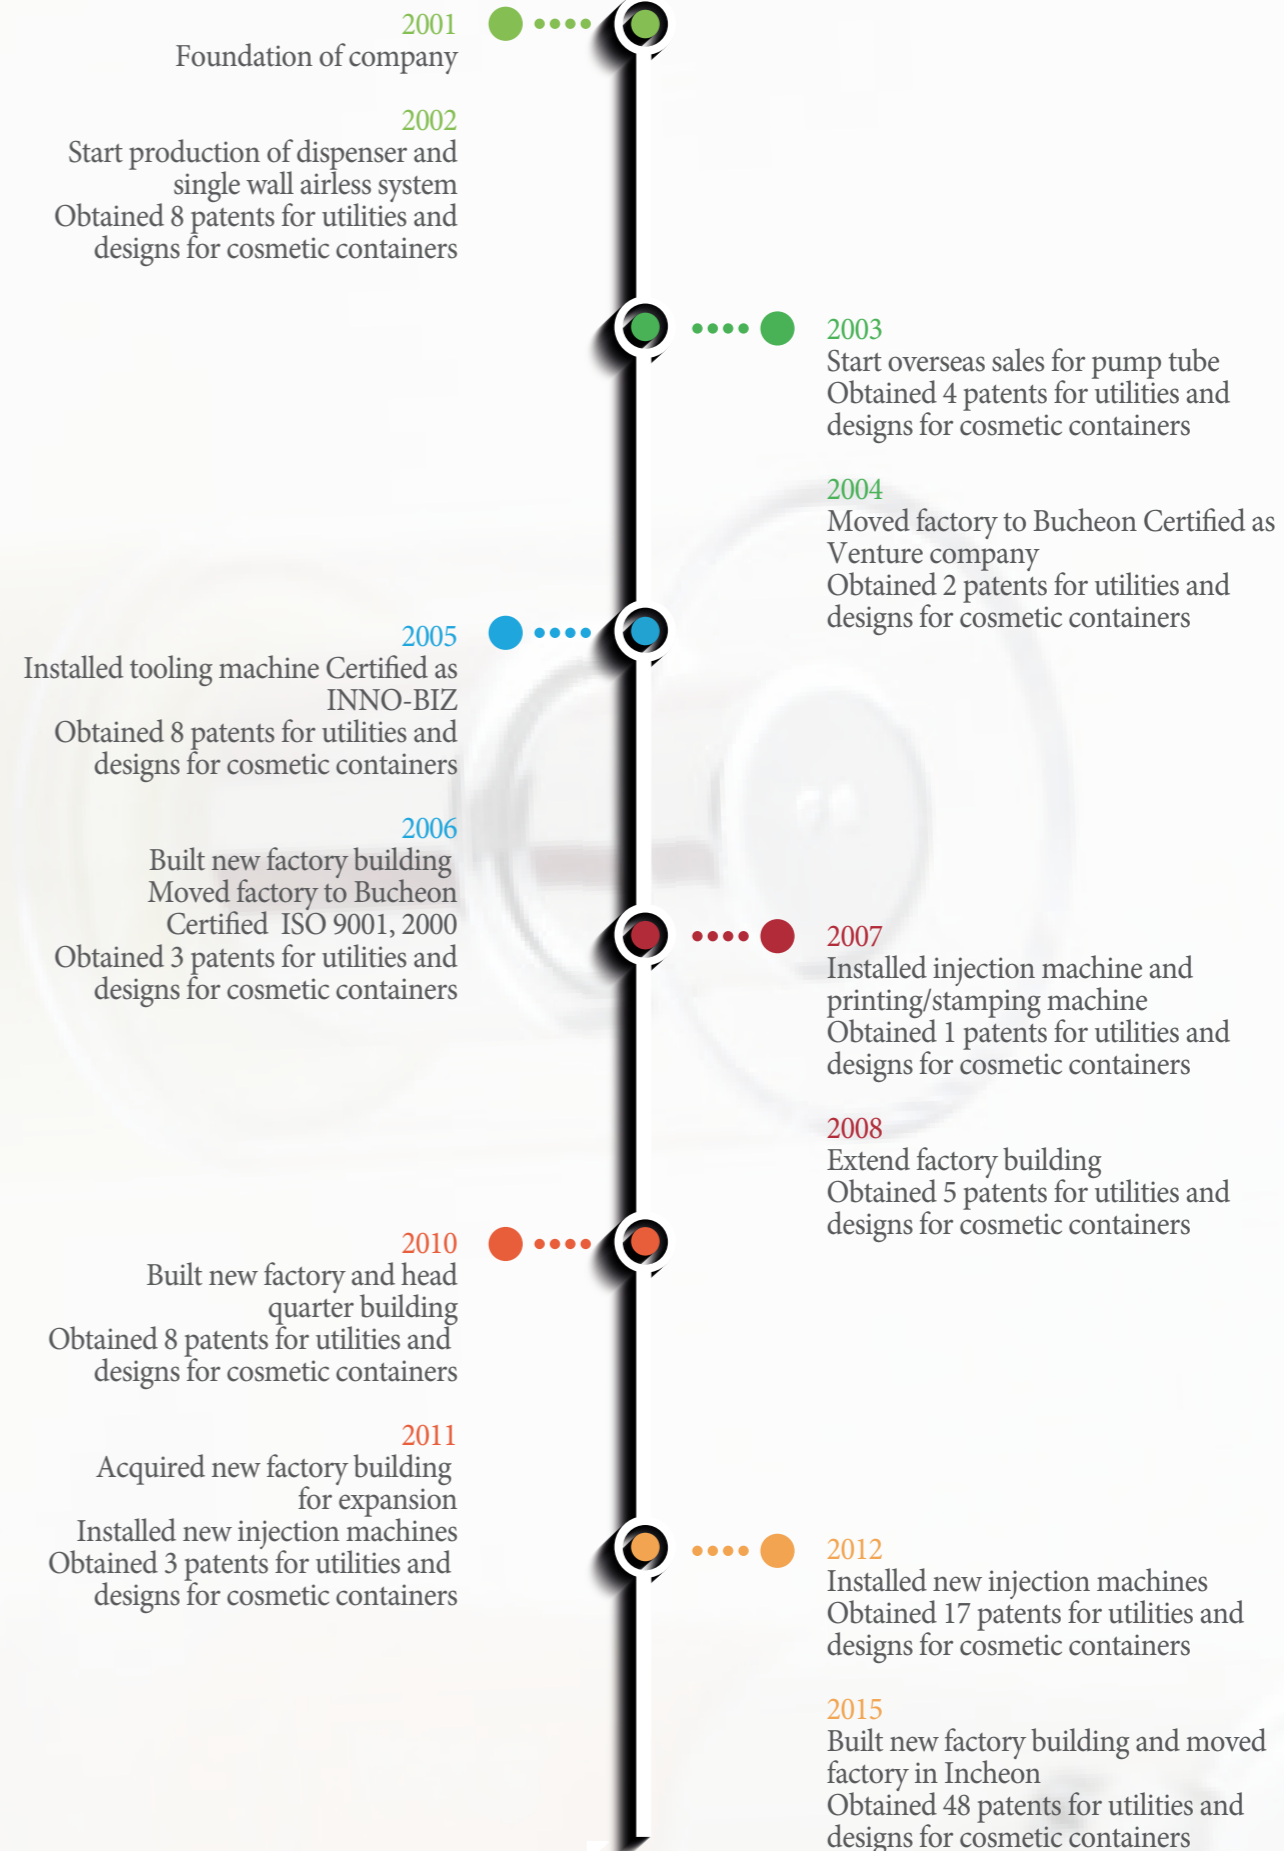 2001
Foundation of company
2002
Start production of dispenser and
single wall airless system
Obtained 8 patents for utilities and
designs for cosmetic containers
2003
Start overseas sales for pump tube
Obtained 4 patents for utilities and
designs for cosmetic containers
2004
Moved factory to Bucheon Certified as
Venture company
Obtained 2 patents for utilities and
designs for cosmetic containers
2005
Installed tooling machine Certified as
INNO-BIZ
Obtained 8 patents for utilities and
designs for cosmetic containers
2006
Built new factory building
Moved factory to Bucheon
Certified ISO 9001, 2000
Obtained 3 patents for utilities and
designs for cosmetic containers
2007
Installed injection machine and
printing/stamping machine
Obtained 1 patents for utilities and
designs for cosmetic containers
2008
Extend factory building
Obtained 5 patents for utilities and
designs for cosmetic containers
2010
Built new factory and head
quarter building
Obtained 8 patents for utilities and
designs for cosmetic containers
2011
Acquired new factory building
for expansion
Installed new injection machines
Obtained 3 patents for utilities and
designs for cosmetic containers
2012
Installed new injection machines
Obtained 17 patents for utilities and
designs for cosmetic containers
2015
Built new factory building and moved
factory in Incheon
Obtained 48 patents for utilities and
designs for cosmetic containers